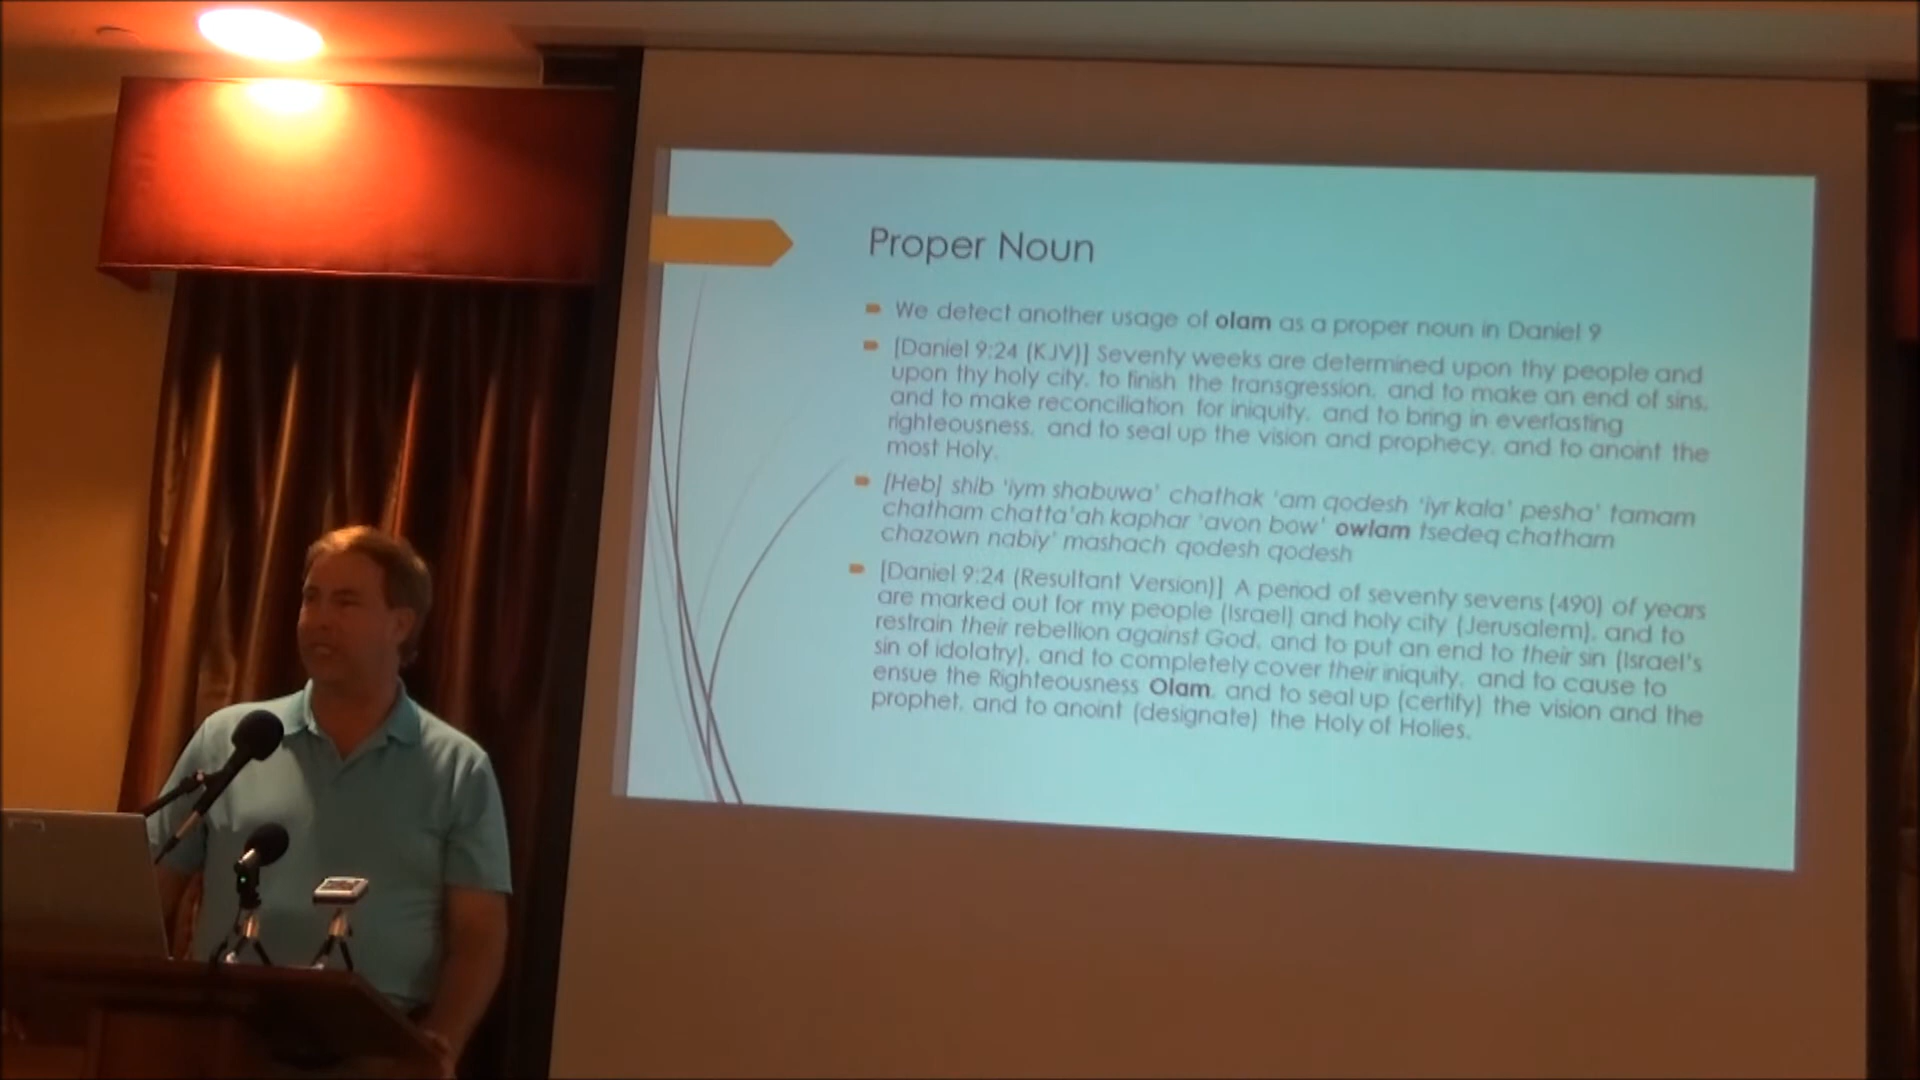 Proper Noun
We detect another usage of olam as a proper noun in Daniel 9
[Daniel 9:24 (KJV)] Seventy weeks are determined upon thy people and
upon thy holy city, to finish the transgression, and to make an end of sins,
and to make reconciliation for iniquity, and to bring in everlasting
righteousness, and to seal up the vision and prophecy, and to anoint the
most Holy.
[Heb] shib 'iym shabuwa' chathak 'am qodesh 'iyr kala' pesha' tamam
chatham chatta'ah kaphar 'avon bow' owlam tsedeq chatham
chazown nabiy' mashach qodesh qodesh
[Daniel 9:24 (Resultant Version)] A period of seventy sevens (490) of years
are marked out for my people (Israel) and holy city (Jerusalem), and to
restrain their rebellion against God, and to put an end to their sin (Israel's
sin of idolatry), and to completely cover their iniquity, and to cause to
ensue the Righteousness Olam, and to seal up (certify) the vision and the
prophet, and to anoint (designate) the Holy of Holies.